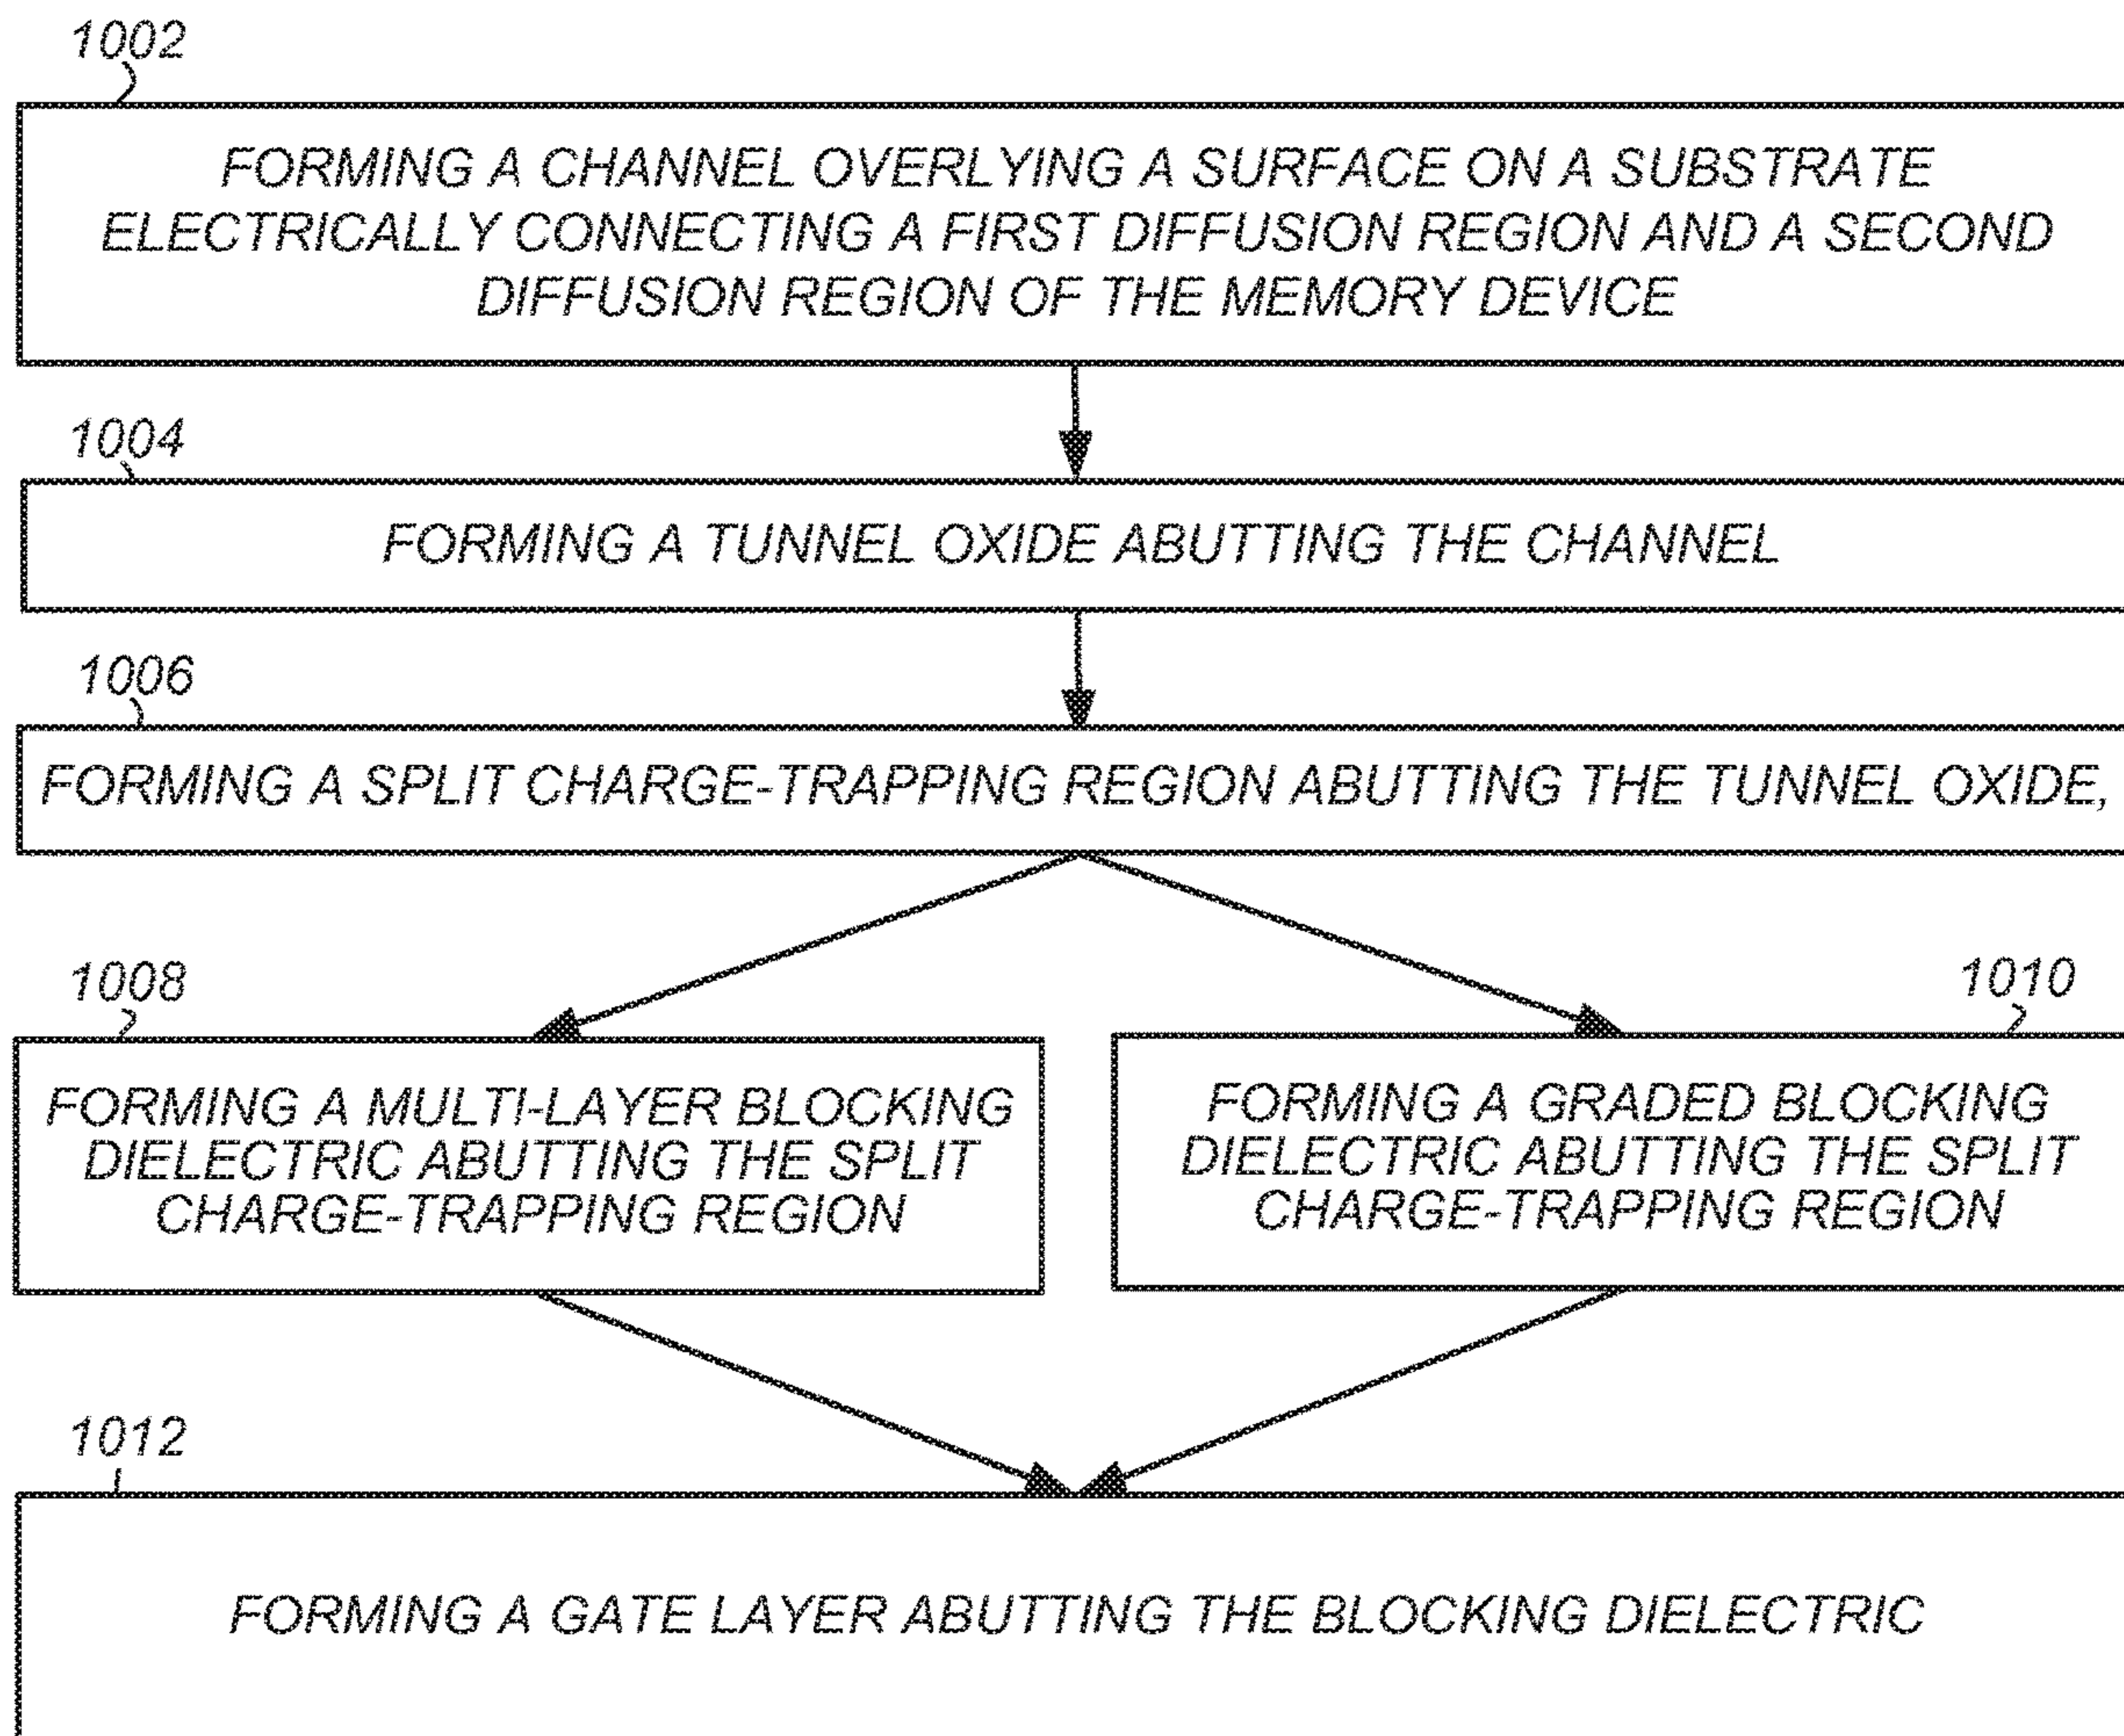 1002
FORMING A CHANNEL OVERLYING A SURFACE ON A SUBSTRATE
ELECTRICALLY CONNECTING A FIRST DIFFUSION REGION AND A SECOND
DIFFUSION REGION OF THE MEMORY DEVICE
1004
FORMING A TUNNEL OXIDE ABUTTING THE CHANNEL
1006
FORMING A SPLIT CHARGE-TRAPPING REGION ABUTTING THE TUNNEL OXIDE,
1008
FORMING A MULTI-LAYER BLOCKING
DIELECTRIC ABUTTING THE SPLIT
CHARGE-TRAPPING REGION
1010
FORMING A GRADED BLOCKING
DIELECTRIC ABUTTING THE SPLIT
CHARGE-TRAPPING REGION
1012
FORMING A GATE LAYER ABUTTING THE BLOCKING DIELECTRIC